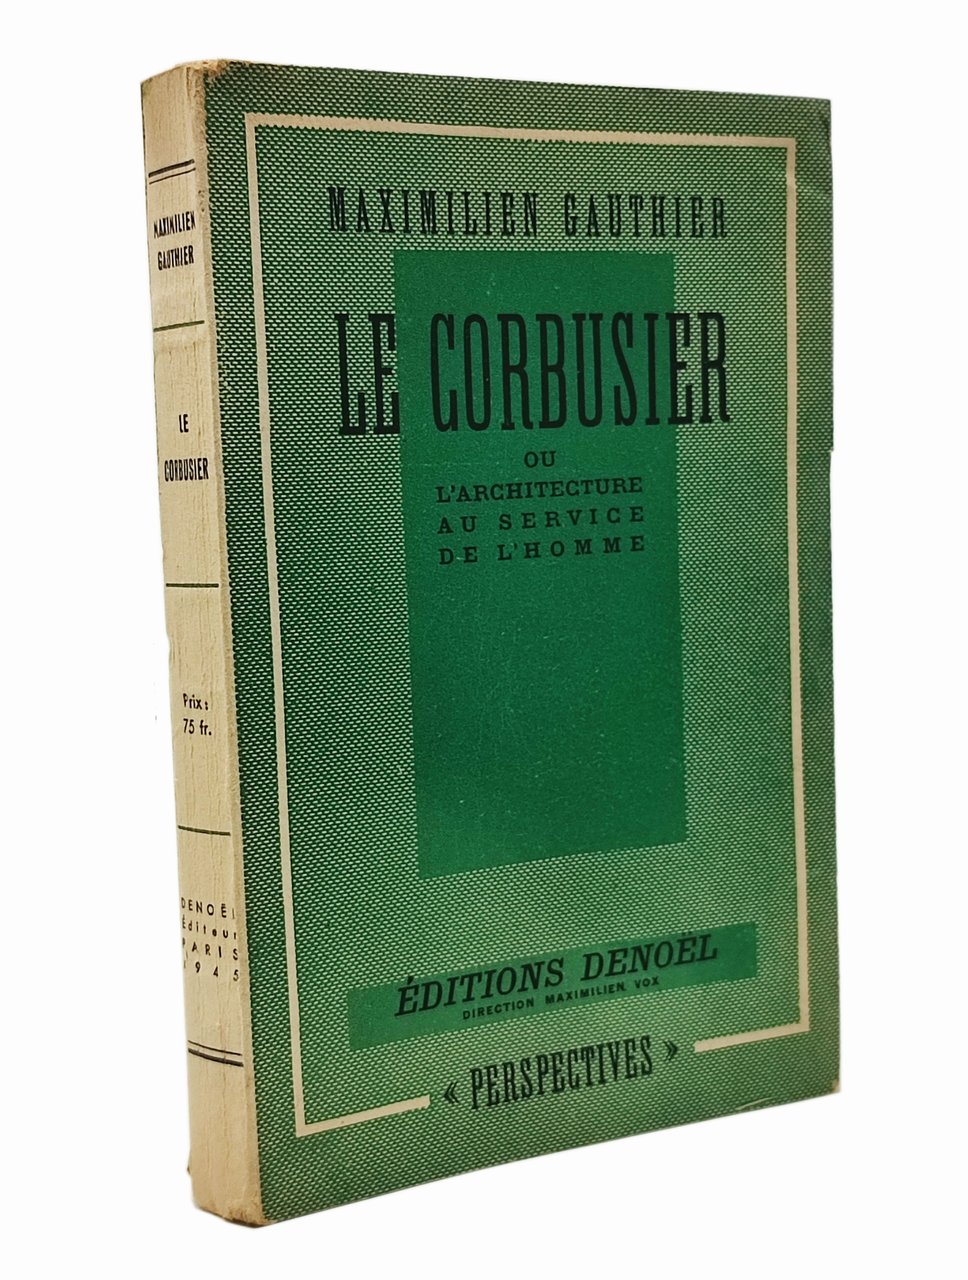 MAXIMILIEN
GAUTHIER
LE
CORBUSIER
Prix :
75 fr.
DENOËL
Éditeur
PARIS
1945
MAXIMILIEN GAUTHIER
LE CORBUSIER
OU
L'ARCHITECTURE
AU SERVICE
DE L'HOMME
ÉDITIONS DENOËL
DIRECTION MAXIMILIEN VOX
« PERSPECTIVES »